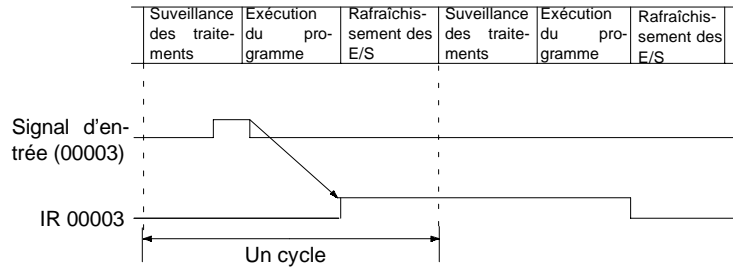 Suveillance
des traite-
ments
Exécution
du pro-
gramme
Rafraîchis-
sement des
E/S
Suveillance
des traite-
ments
Exécution
du pro-
gramme
Rafraîchis-
sement des
E/S
Signal d'en-
trée (00003)
IR 00003
Un cycle